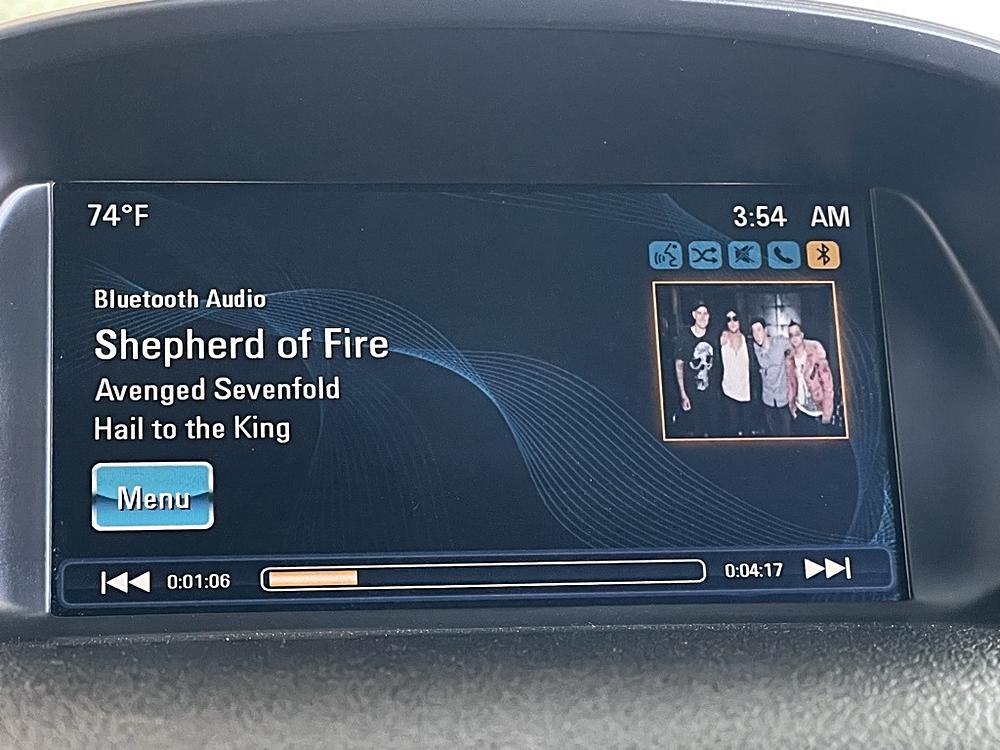 74°F
3:54 AM
Bluetooth Audio
Shepherd of Fire
Avenged Sevenfold
Hail to the King
Menu
0:01:06
0:04:17